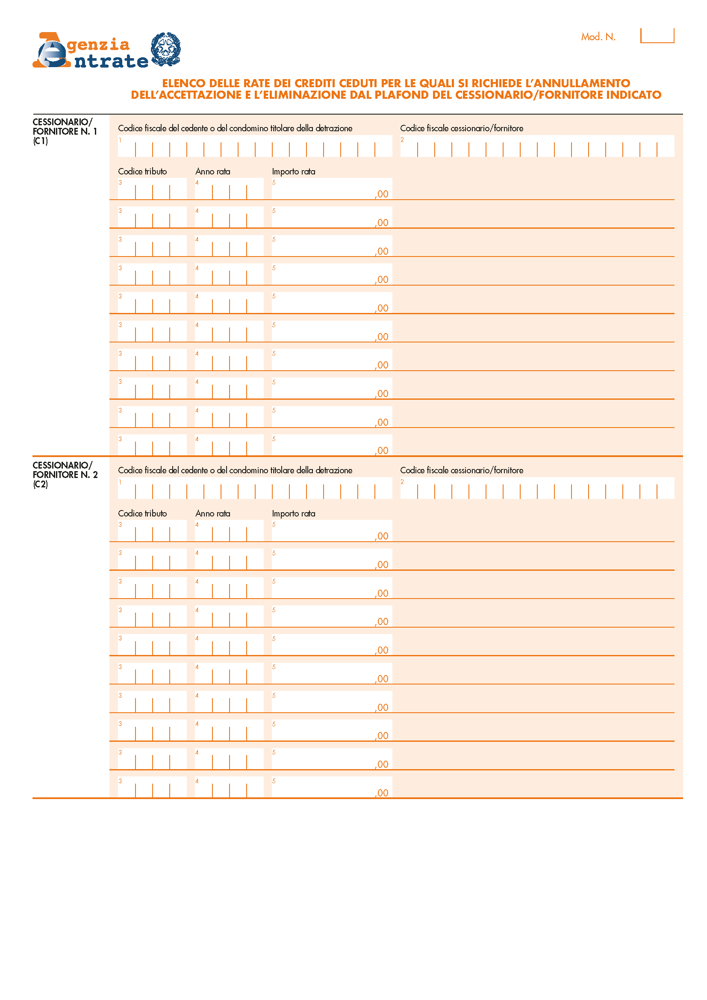 Agenzia
entrate
Mod. N.
ELENCO DELLE RATE DEI CREDITI CEDUTI PER LE QUALI SI RICHIEDE L’ANNULLAMENTO
DELL’ACCETTAZIONE E L’ELIMINAZIONE DAL PLAFOND DEL CESSIONARIO/FORNITORE INDICATO
CESSIONARIO/
FORNITORE N. 1
(C1)
Codice fiscale del cedente o del condomino titolare della detrazione Codice fiscale cessionario/fornitore
1 2
Codice tributo Anno rata Importo rata
3 4 5 ,00
3 4 5 ,00
3 4 5 ,00
3 4 5 ,00
3 4 5 ,00
3 4 5 ,00
3 4 5 ,00
3 4 5 ,00
3 4 5 ,00
3 4 5 ,00
CESSIONARIO/
FORNITORE N. 2
(C2)
Codice fiscale del cedente o del condomino titolare della detrazione Codice fiscale cessionario/fornitore
1 2
Codice tributo Anno rata Importo rata
3 4 5 ,00
3 4 5 ,00
3 4 5 ,00
3 4 5 ,00
3 4 5 ,00
3 4 5 ,00
3 4 5 ,00
3 4 5 ,00
3 4 5 ,00
3 4 5 ,00